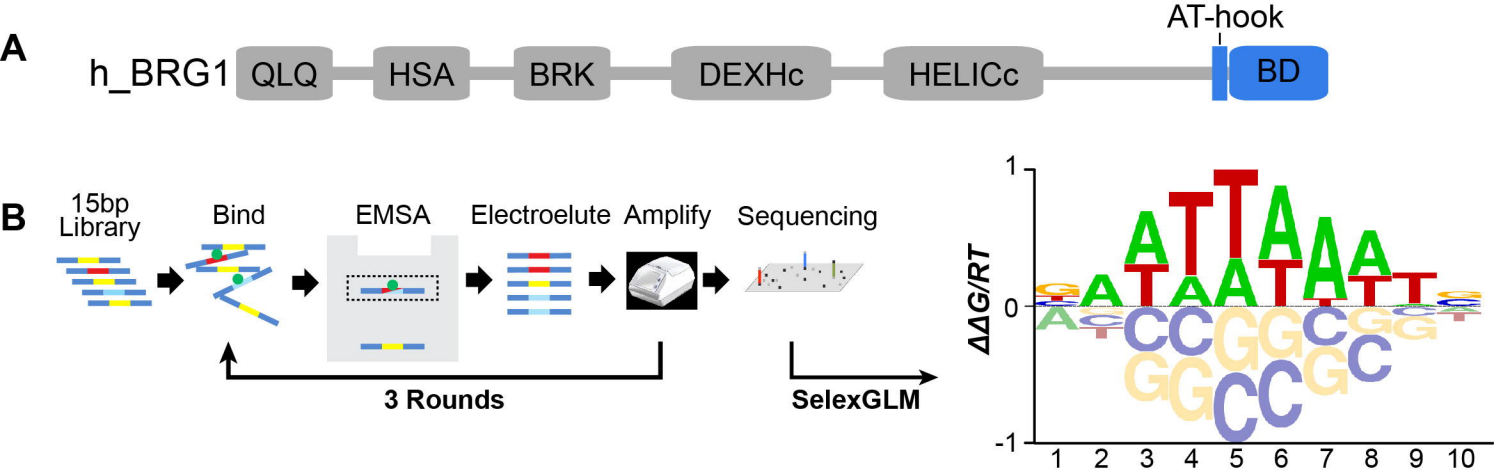 A
AT-hook
h_BRG1 QLQ HSA BRK DEXHc HELICc BD
B
15bp
Library
Bind
EMSA
Electroelute
Amplify
Sequencing
3 Rounds
SelexGLM
ΔΔG/RT
1
0
-1
G T C A
A C C T
A T C G
T A C G
T A G C
A T G C
A T C G
A T G C
T A C G
G C A T
1 2 3 4 5 6 7 8 9 10